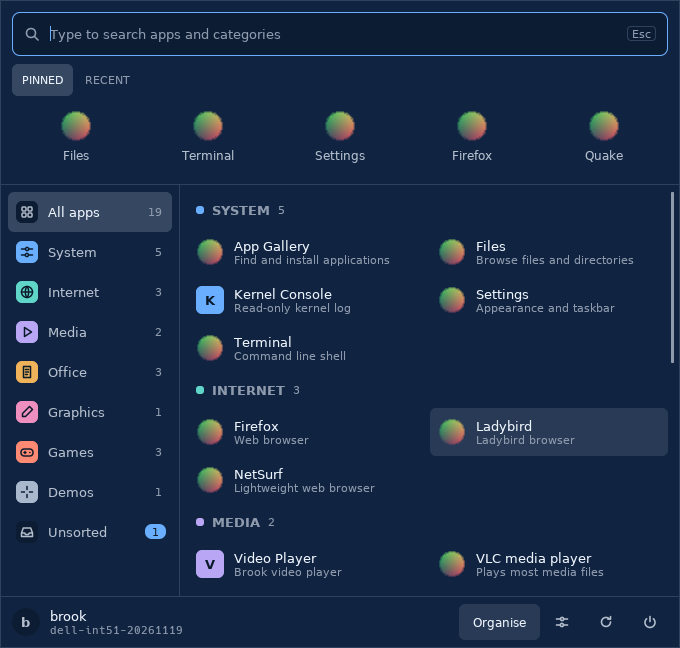 Type to search apps and categories
Esc
PINNED
RECENT
Files
Terminal
Settings
Firefox
Quake
All apps 19
System 5
Internet 3
Media 2
Office 3
Graphics 1
Games 3
Demos 1
Unsorted 1
SYSTEM 5
App Gallery
Find and install applications
Files
Browse files and directories
K
Kernel Console
Read-only kernel log
Settings
Appearance and taskbar
Terminal
Command line shell
INTERNET 3
Firefox
Web browser
Ladybird
Ladybird browser
NetSurf
Lightweight web browser
MEDIA 2
V
Video Player
Brook video player
VLC media player
Plays most media files
b
brook
dell-int51-20261119
Organise